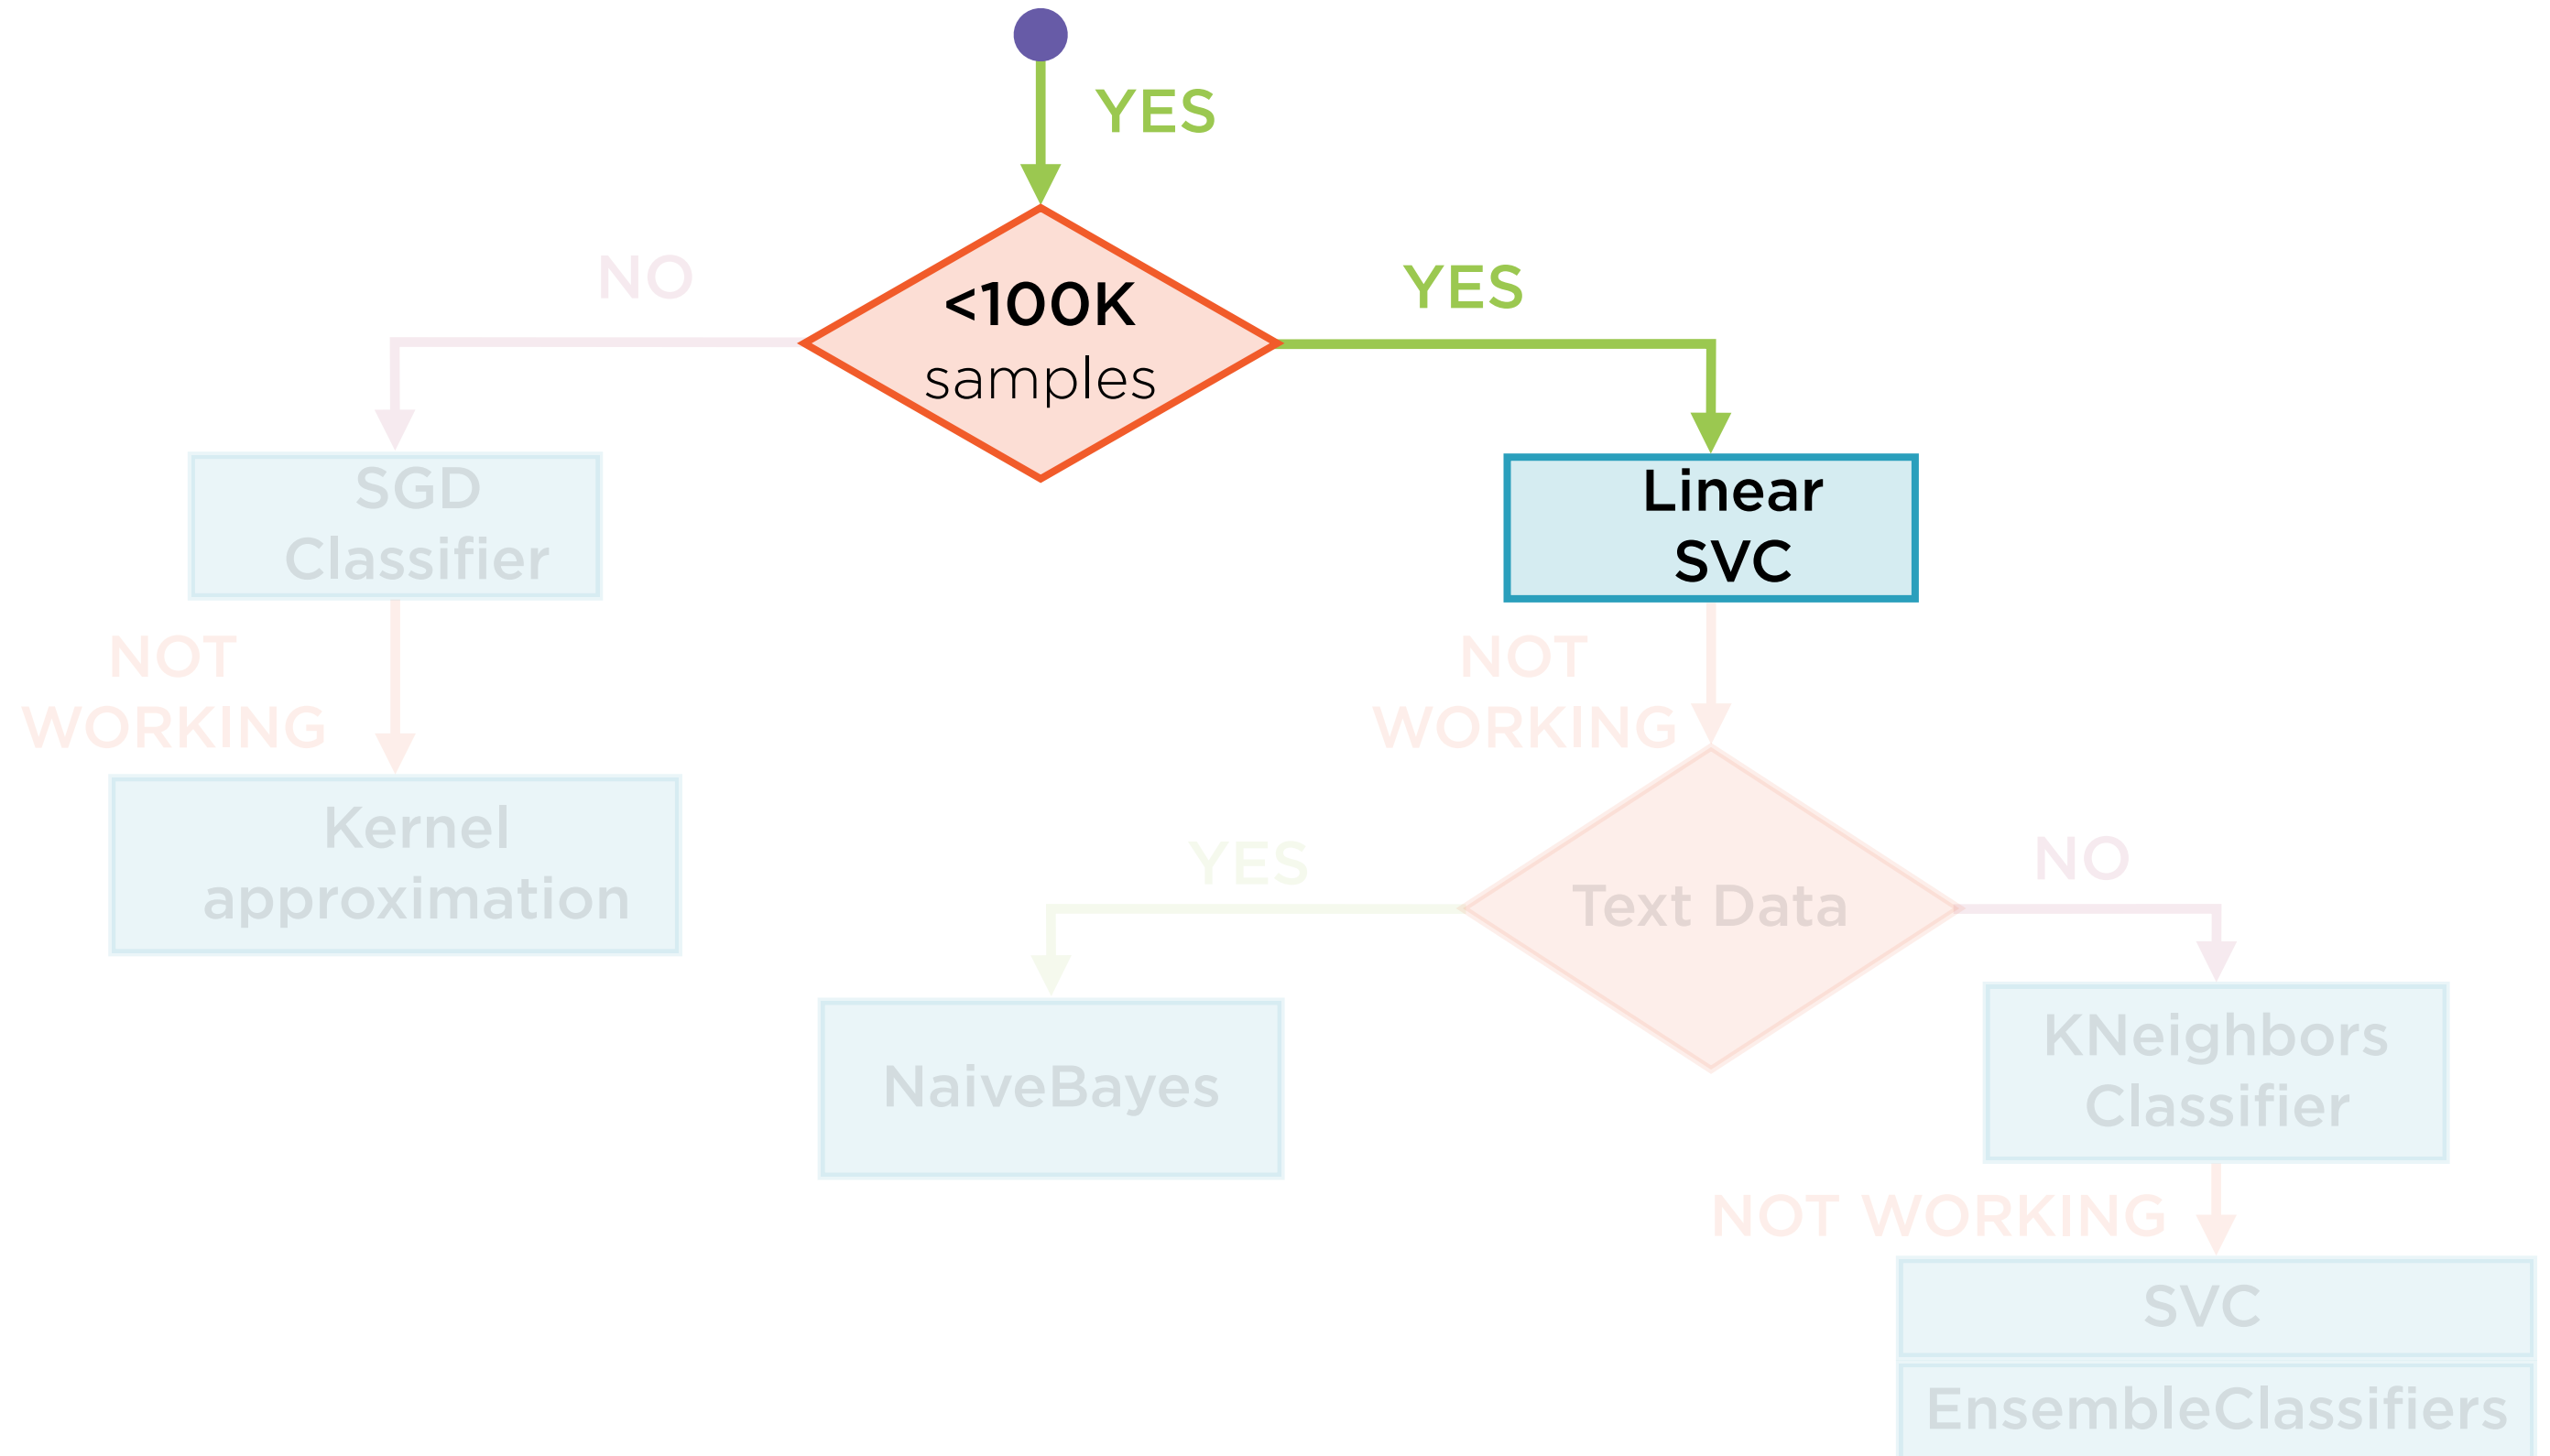 YES
NO
<100K
samples
YES
SGD
Classifier
Linear
SVC
NOT
WORKING
NOT
WORKING
Kernel
approximation
YES
Text Data
NO
NaiveBayes
KNeighbors
Classifier
NOT WORKING
SVC
EnsembleClassifiers